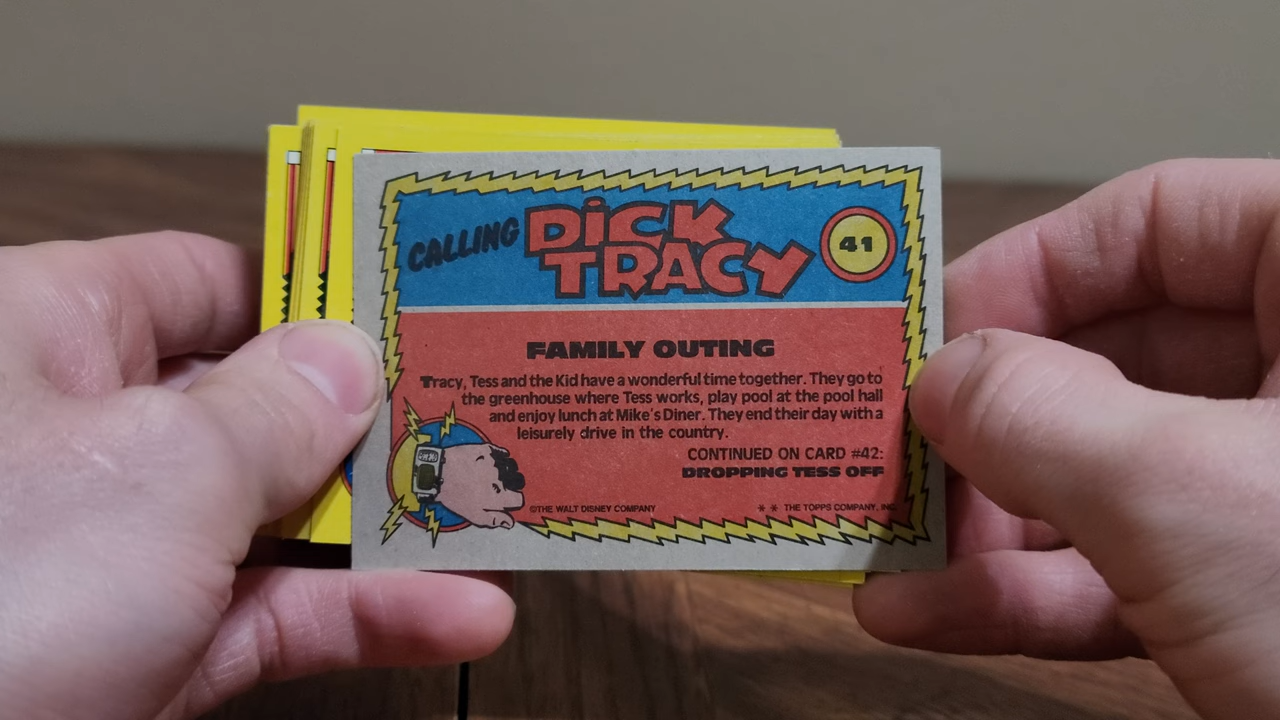 CALLING DICK TRACY
41
FAMILY OUTING
Tracy, Tess and the Kid have a wonderful time together. They go to
the greenhouse where Tess works, play pool at the pool hall
and enjoy lunch at Mike's Diner. They end their day with a
leisurely drive in the country.
CONTINUED ON CARD #42:
DROPPING TESS OFF
©THE WALT DISNEY COMPANY
** THE TOPPS COMPANY, INC.